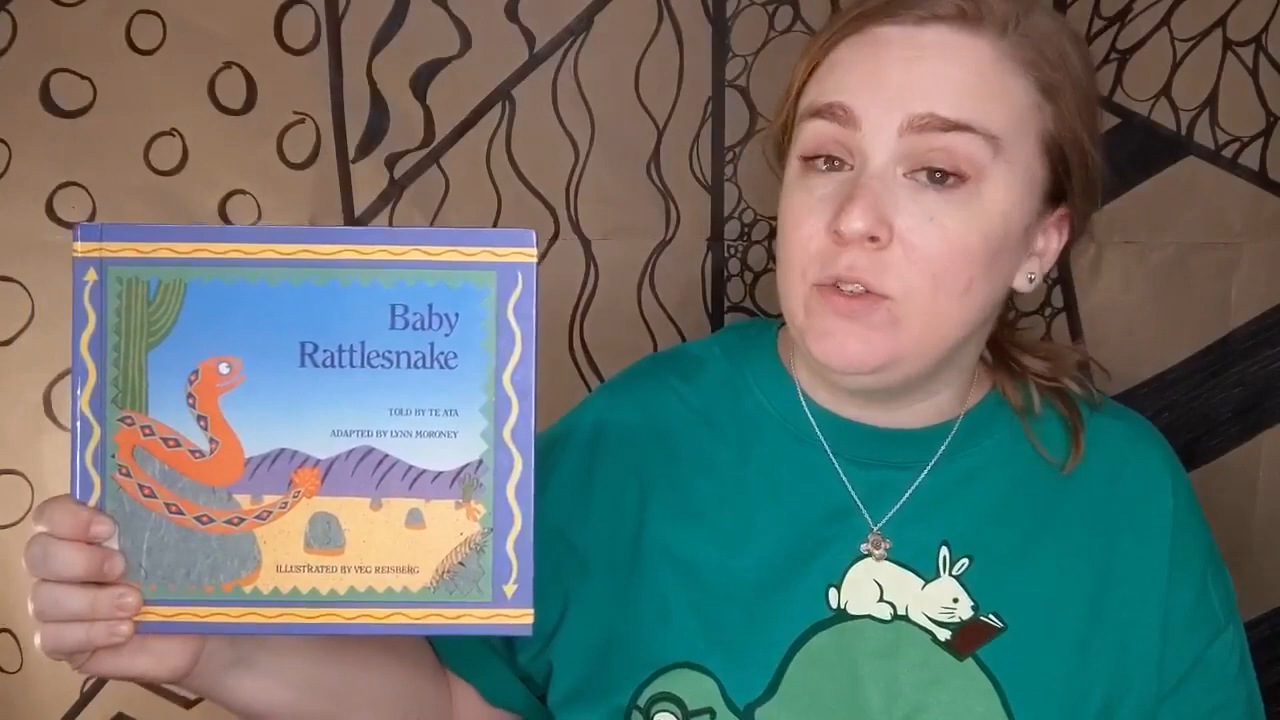 Baby
Rattlesnake
TOLD BY TE ATA
ADAPTED BY LYNN MORONEY
ILLUSTRATED BY VEG REISBERG